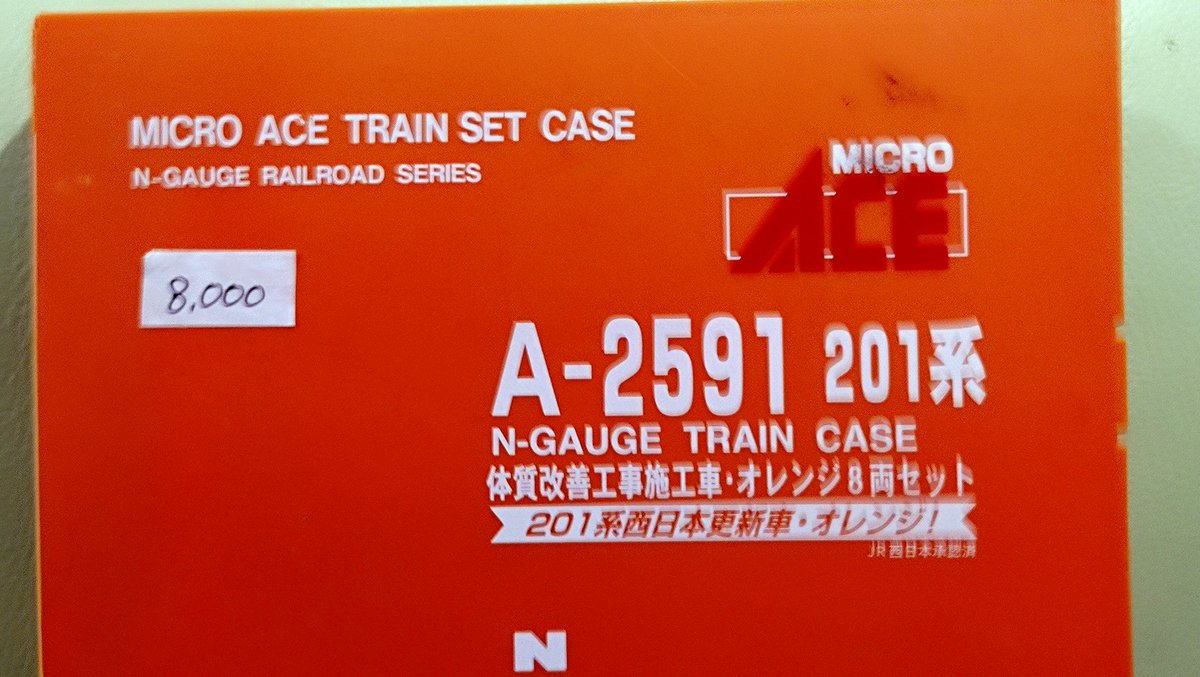 MICRO ACE TRAIN SET CASE
N-GAUGE RAILROAD SERIES
MICRO
ACE
8,000
A-2591 201系
N-GAUGE TRAIN CASE
体質改善工事施工車・オレンジ8両セット
201系西日本更新車・オレンジ!
JR西日本承認済
N